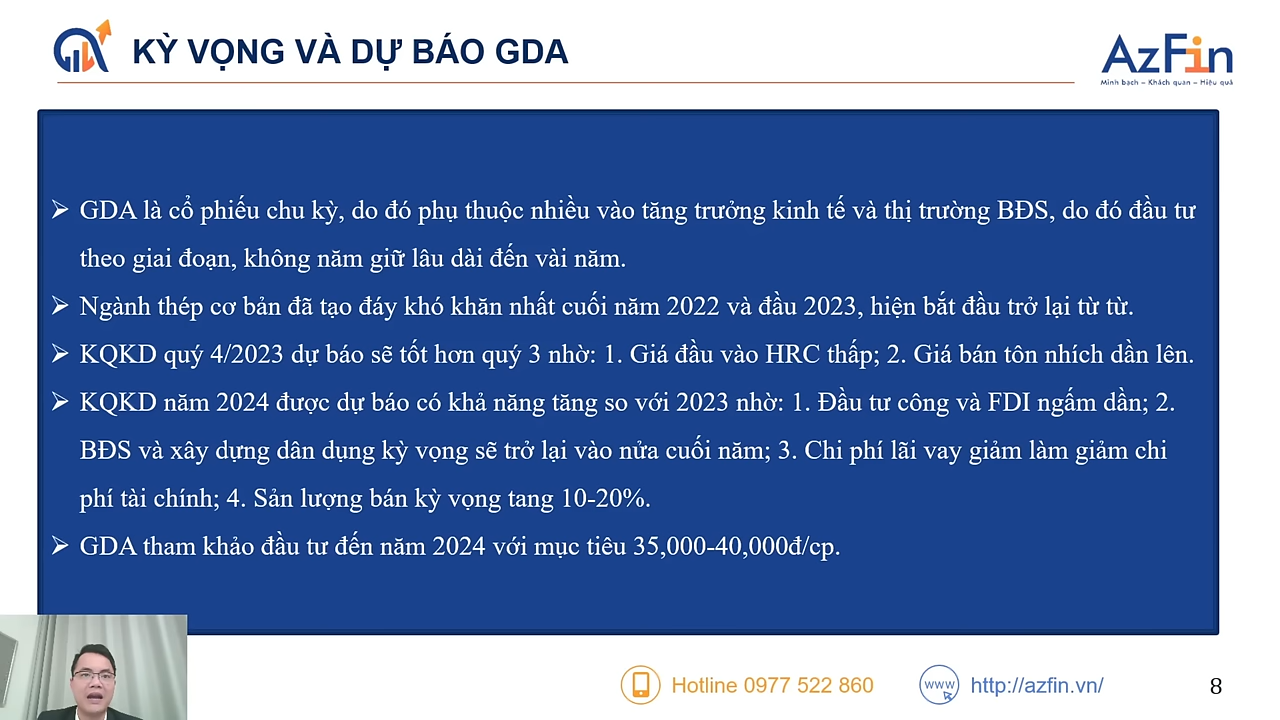 KỲ VỌNG VÀ DỰ BÁO GDA
AzFin
Minh bạch – Khách quan – Hiệu quả
GDA là cổ phiếu chu kỳ, do đó phụ thuộc nhiều vào tăng trưởng kinh tế và thị trường BĐS, do đó đầu tư
theo giai đoạn, không năm giữ lâu dài đến vài năm.
Ngành thép cơ bản đã tạo đáy khó khăn nhất cuối năm 2022 và đầu 2023, hiện bắt đầu trở lại từ từ.
KQKD quý 4/2023 dự báo sẽ tốt hơn quý 3 nhờ: 1. Giá đầu vào HRC thấp; 2. Giá bán tôn nhích dần lên.
KQKD năm 2024 được dự báo có khả năng tăng so với 2023 nhờ: 1. Đầu tư công và FDI ngấm dần; 2.
BĐS và xây dựng dân dụng kỳ vọng sẽ trở lại vào nửa cuối năm; 3. Chi phí lãi vay giảm làm giảm chi
phí tài chính; 4. Sản lượng bán kỳ vọng tang 10-20%.
GDA tham khảo đầu tư đến năm 2024 với mục tiêu 35,000-40,000đ/cp.
Hotline 0977 522 860
www
http://azfin.vn/
8